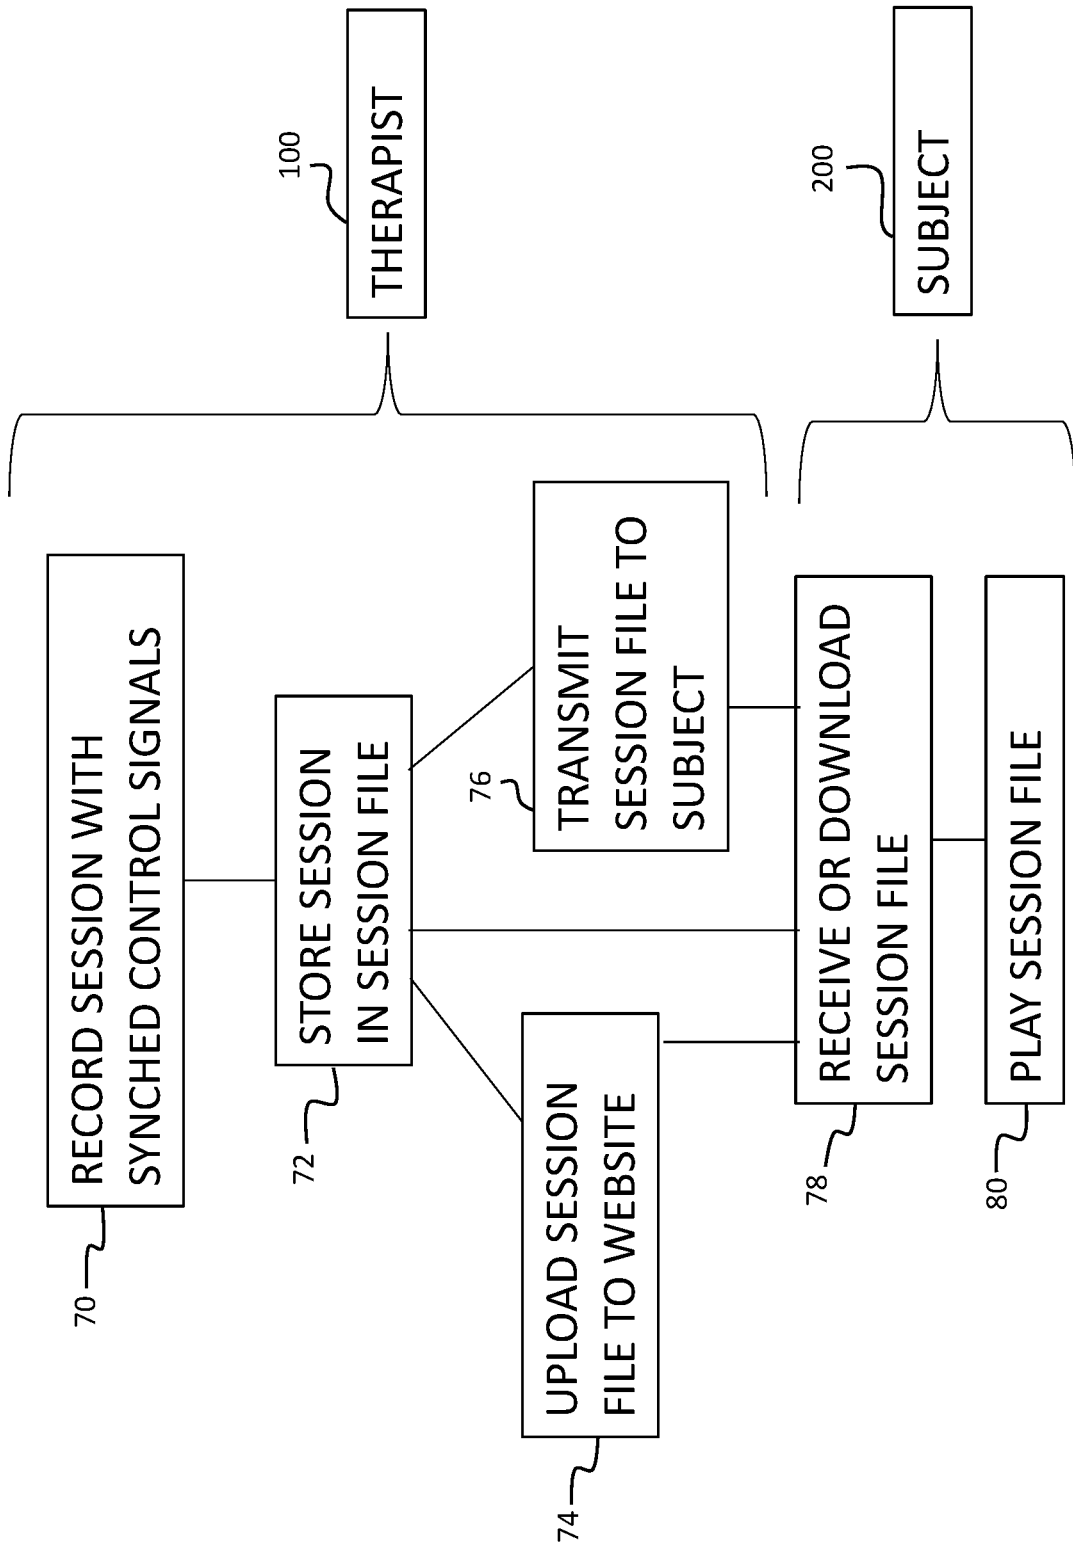 70
RECORD SESSION WITH
SYNCHED CONTROL SIGNALS
72
STORE SESSION
IN SESSION FILE
100
THERAPIST
74
UPLOAD SESSION
FILE TO WEBSITE
76
TRANSMIT
SESSION FILE TO
SUBJECT
78
RECEIVE OR DOWNLOAD
SESSION FILE
200
SUBJECT
80
PLAY SESSION FILE